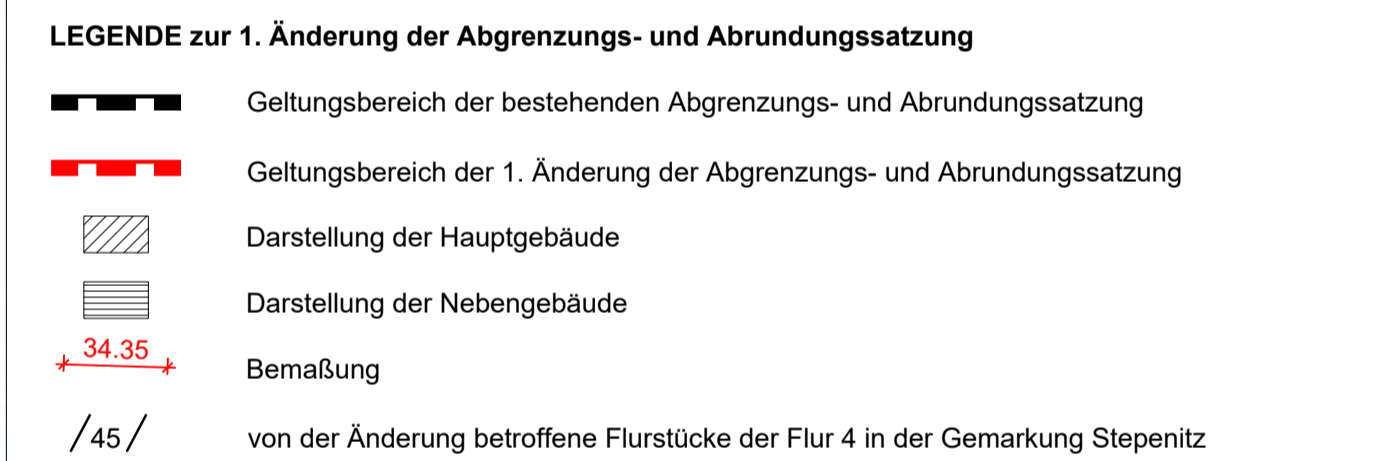 LEGENDE zur 1. Änderung der Abgrenzungs- und Abrundungssatzung
Geltungsbereich der bestehenden Abgrenzungs- und Abrundungssatzung
Geltungsbereich der 1. Änderung der Abgrenzungs- und Abrundungssatzung
Darstellung der Hauptgebäude
Darstellung der Nebengebäude
34.35 Bemaßung
/45/ von der Änderung betroffene Flurstücke der Flur 4 in der Gemarkung Stepenitz